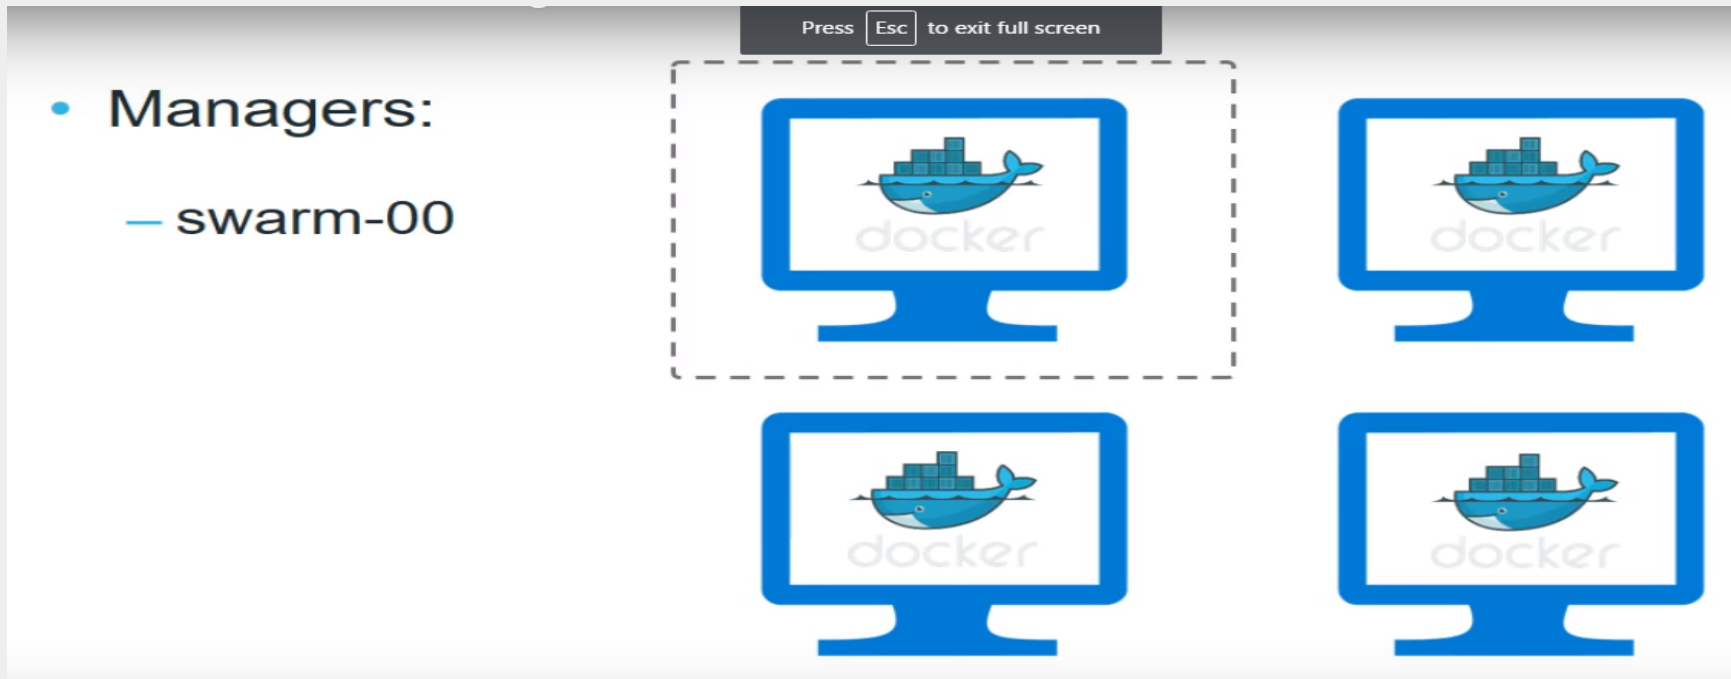 Press Esc to exit full screen
• Managers:
– swarm-00
docker
docker
docker
docker